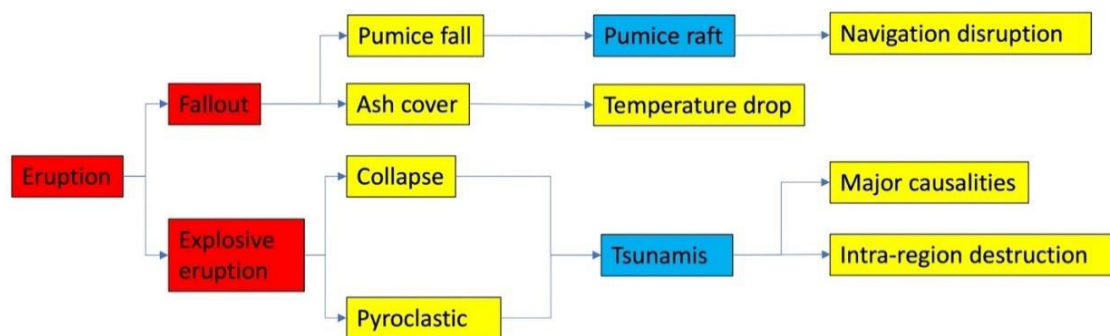 Pumice fall
Pumice raft
Navigation disruption
Fallout
Ash cover
Temperature drop
Eruption
Collapse
Major causalities
Explosive
eruption
Tsunamis
Intra-region destruction
Pyroclastic